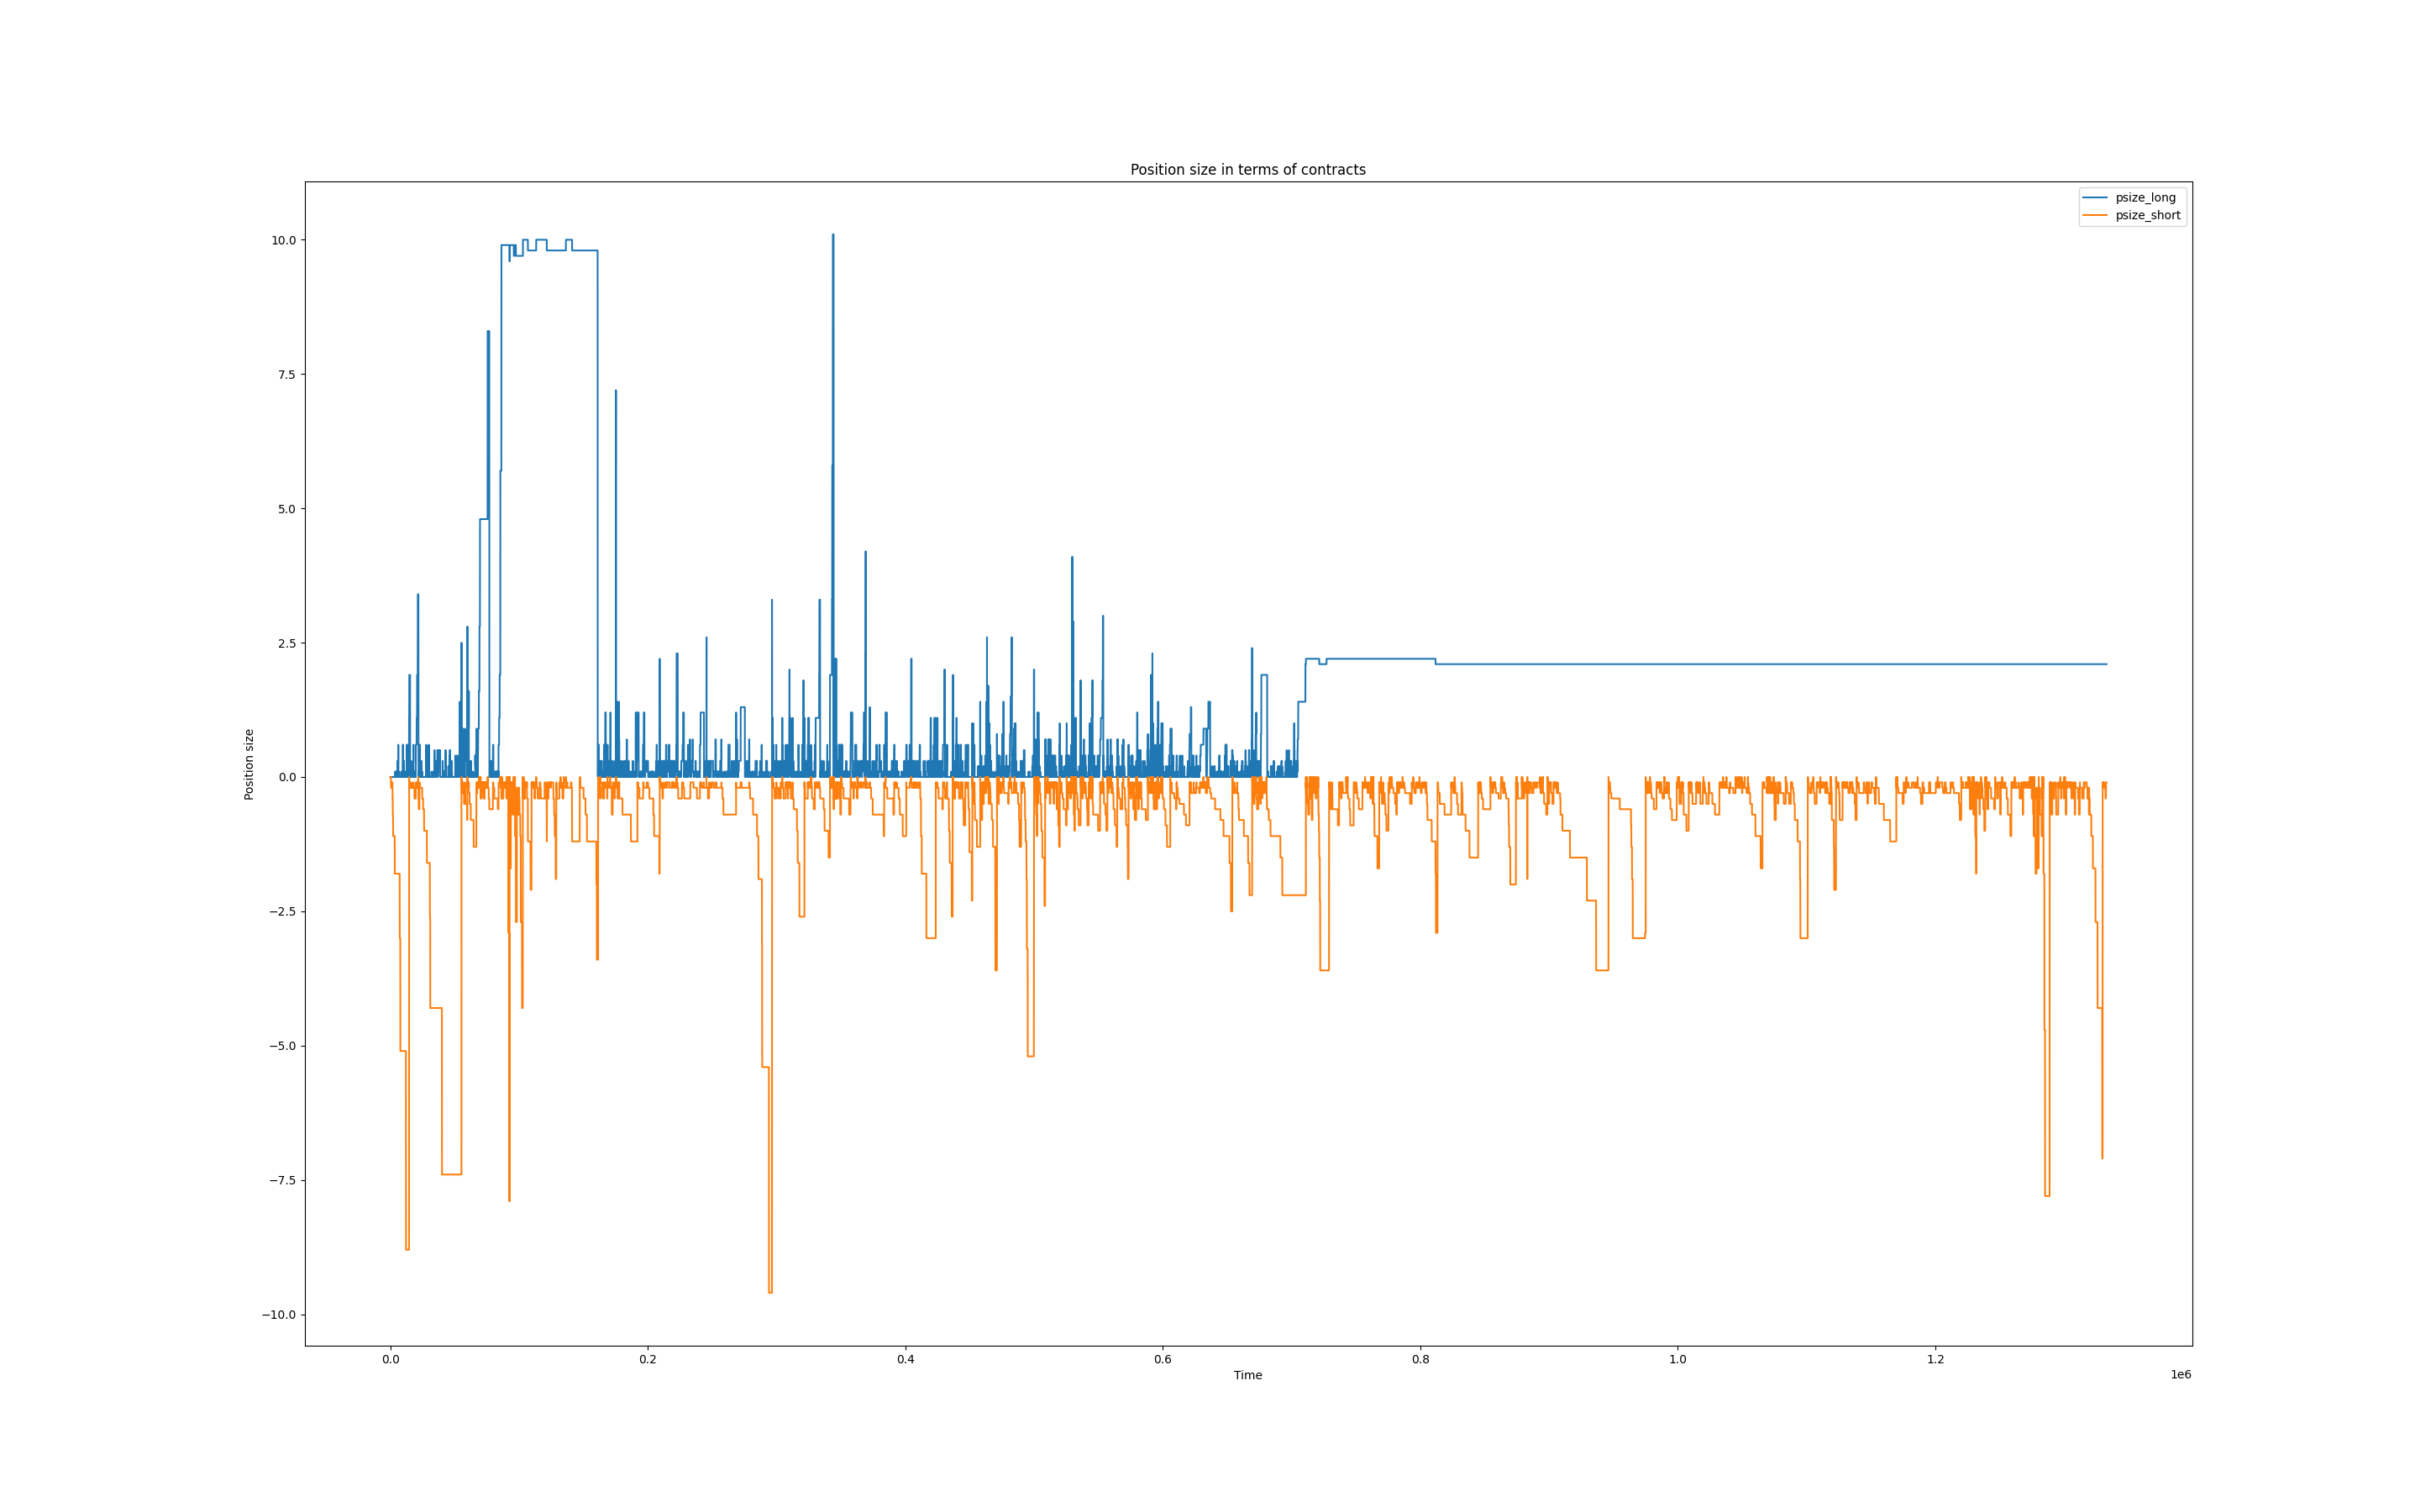 Position size in terms of contracts
psize_long
psize_short
10.0
7.5
5.0
2.5
0.0
−2.5
−5.0
−7.5
−10.0
Position size
0.0 0.2 0.4 0.6 0.8 1.0 1.2
Time
1e6